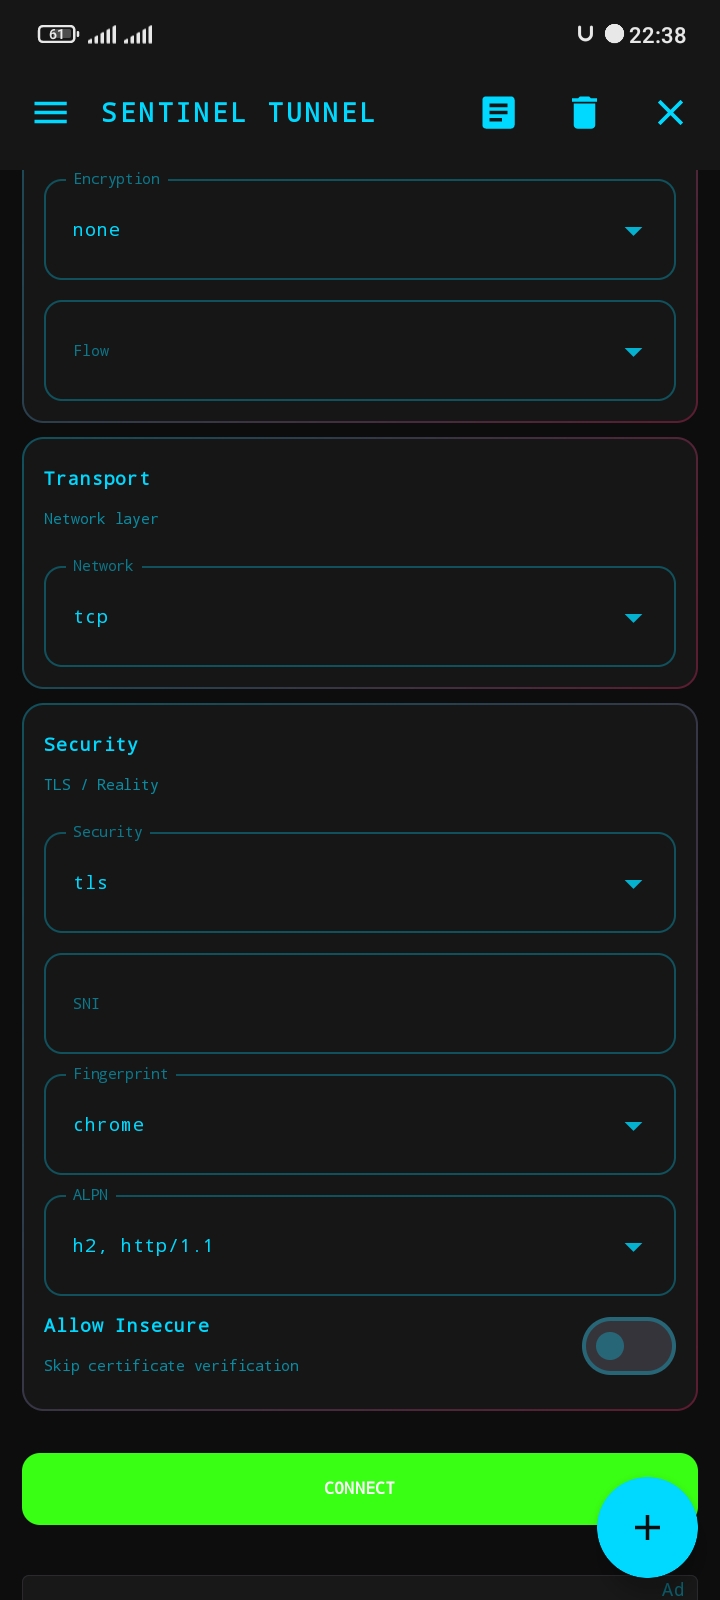 61
22:38
SENTINEL TUNNEL
Encryption
none
Flow
Transport
Network layer
Network
tcp
Security
TLS / Reality
Security
tls
SNI
Fingerprint
chrome
ALPN
h2, http/1.1
Allow Insecure
Skip certificate verification
CONNECT
+
Ad